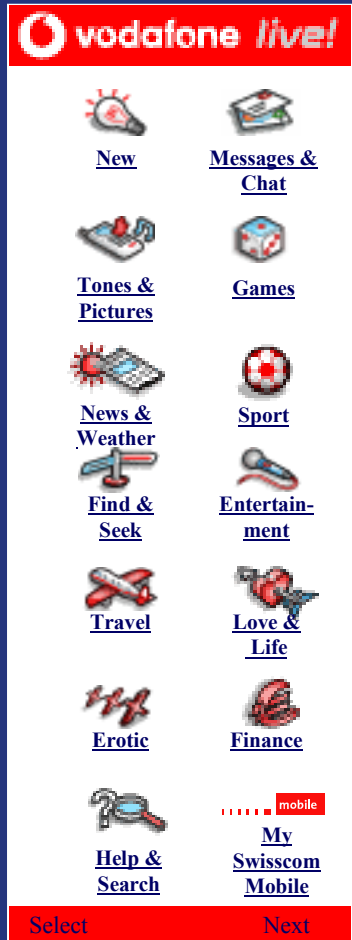 vodafone live!
New
Messages &
Chat
Tones &
Pictures
Games
News &
Weather
Sport
Find &
Seek
Entertain-
ment
Travel
Love &
Life
Erotic
Finance
Help &
Search
mobile
My
Swisscom
Mobile
Select Next